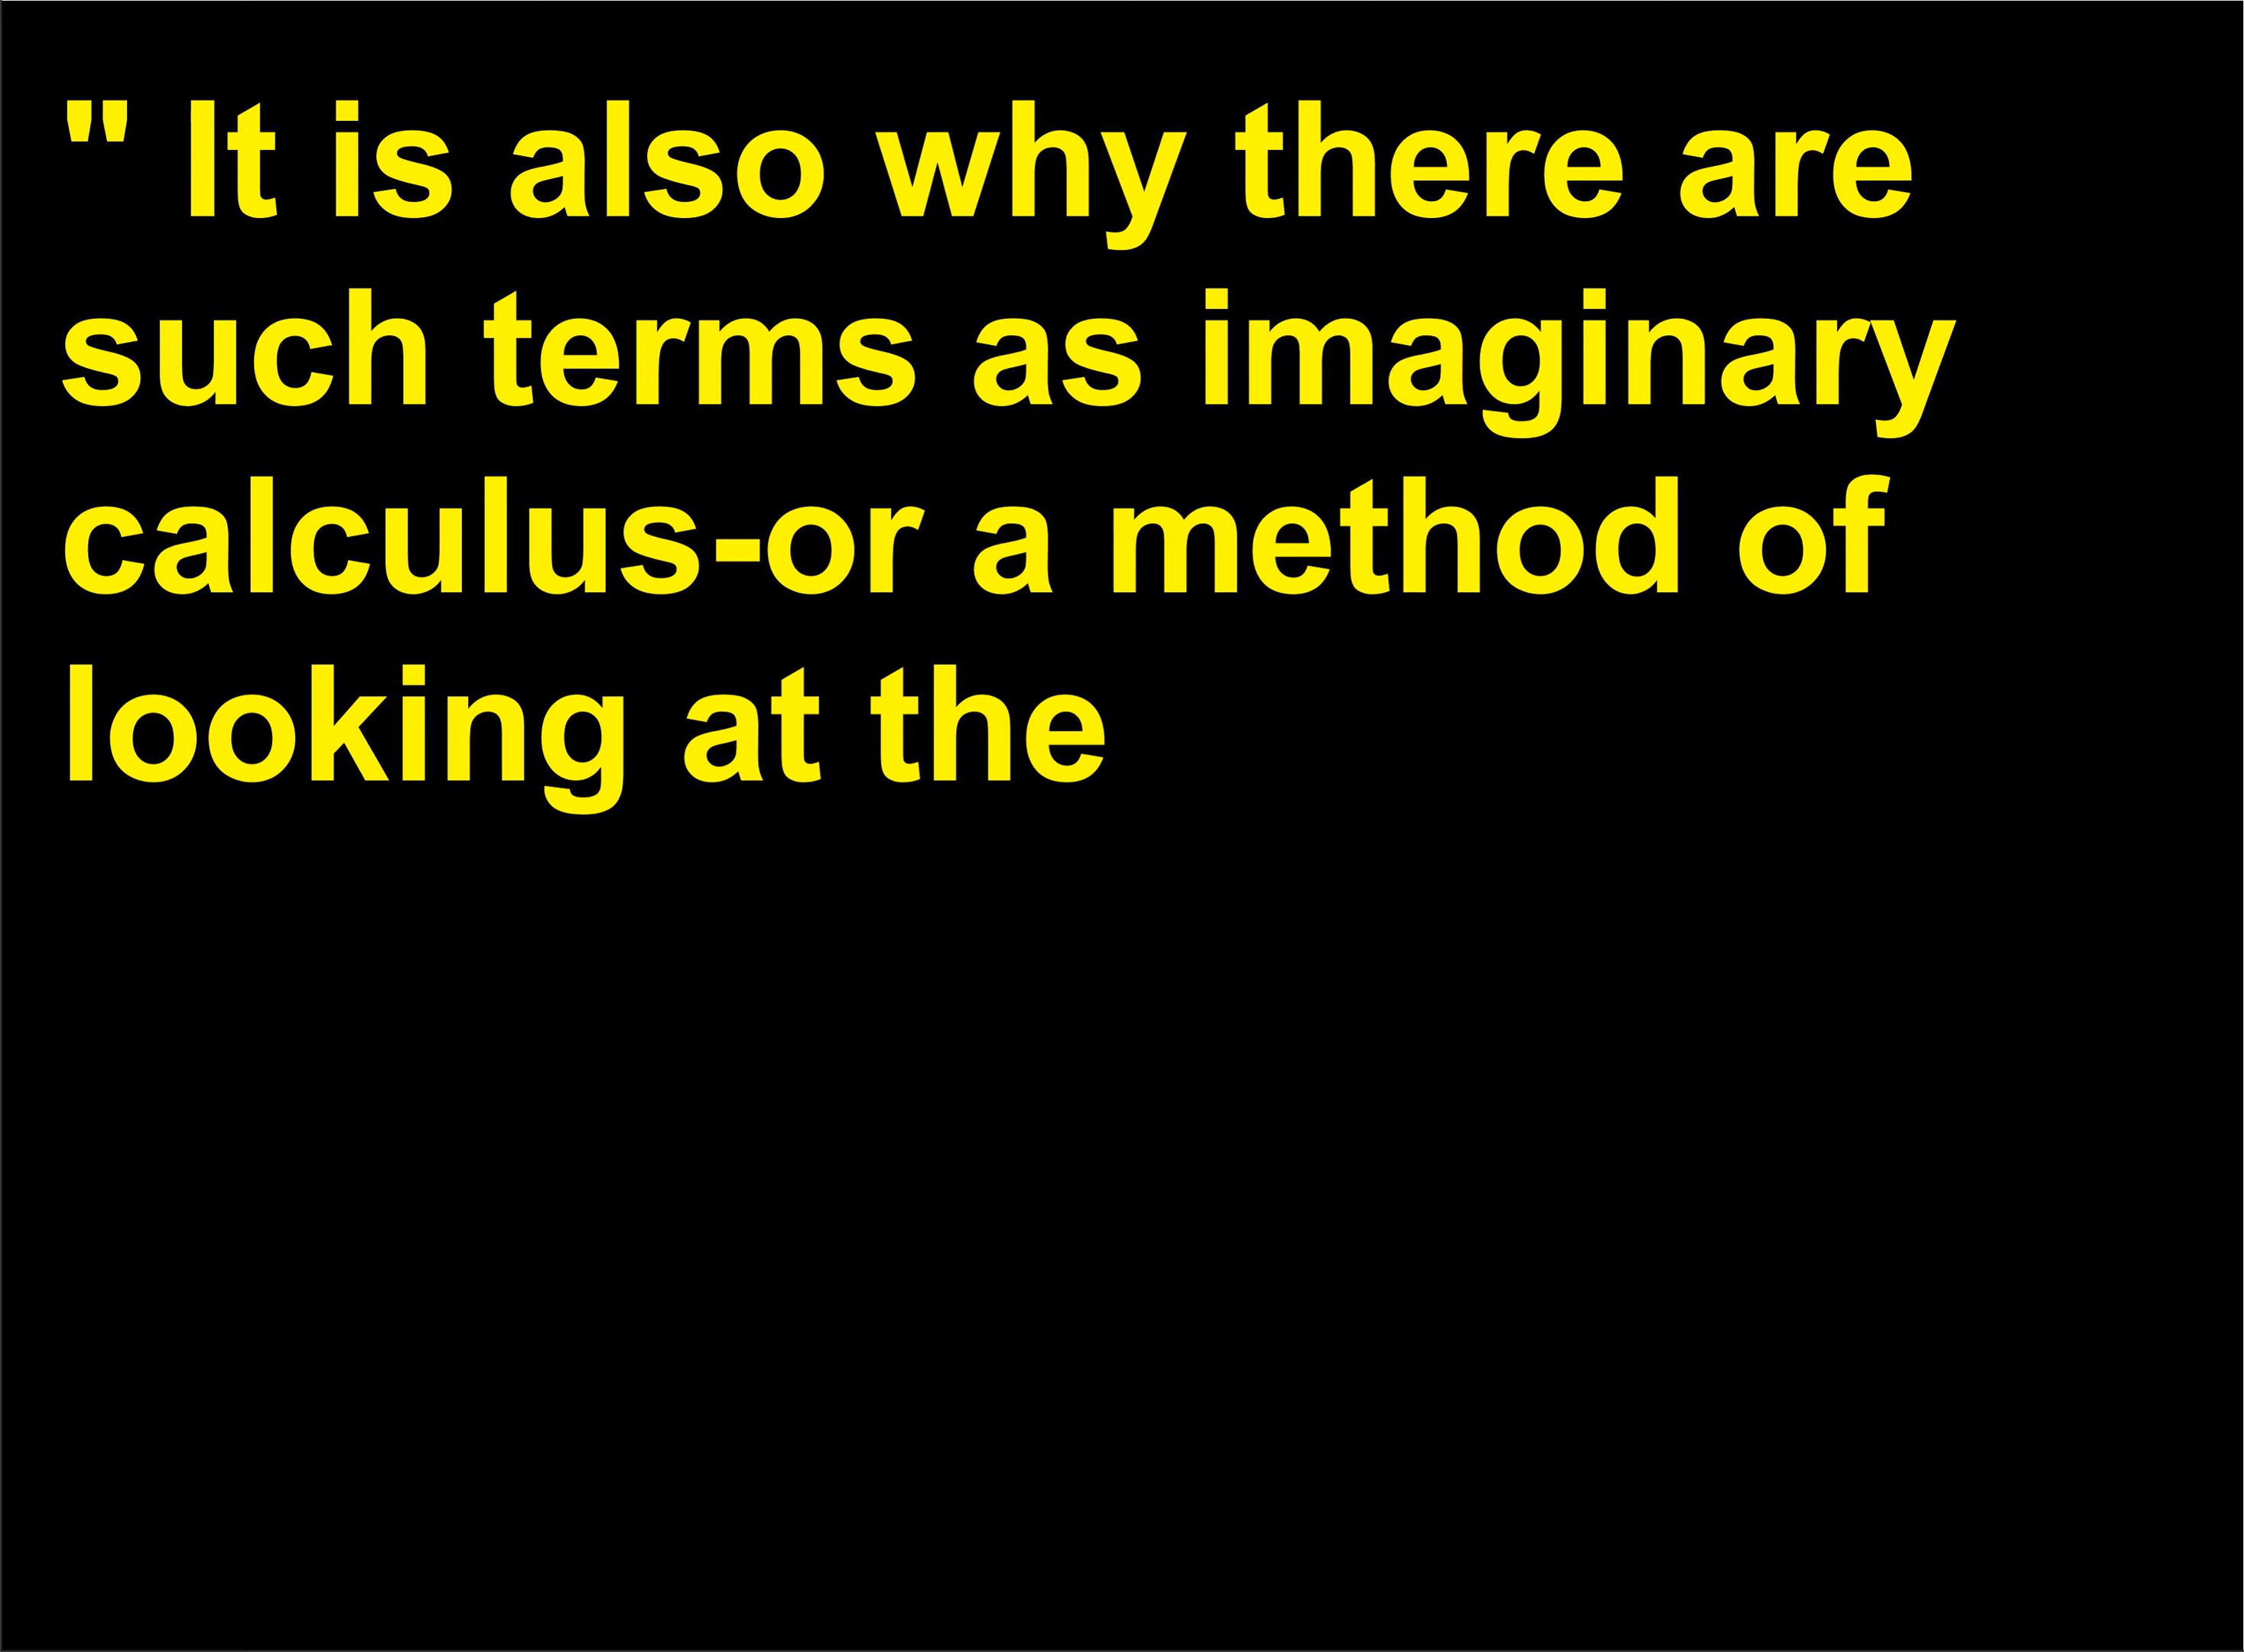 " It is also why there are
such terms as imaginary
calculus-or a method of
looking at the